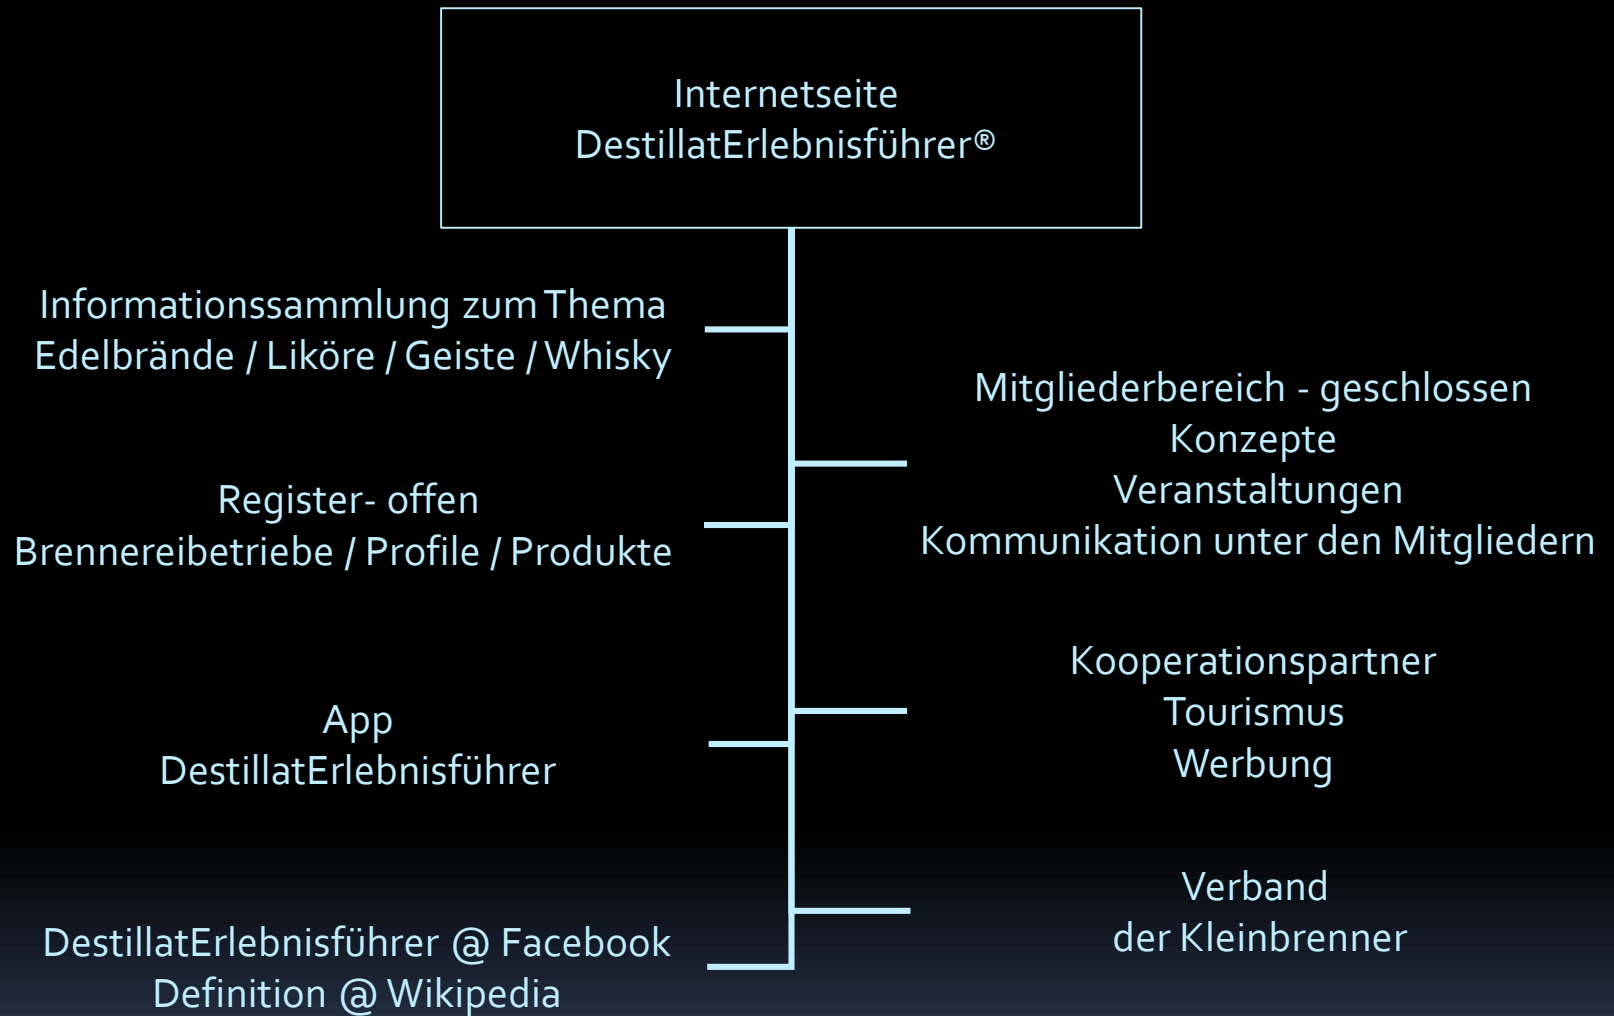 Internetseite
DestillatErlebnisführer®
Informationssammlung zum Thema
Edelbrände / Liköre / Geiste / Whisky
Mitgliederbereich - geschlossen
Konzepte
Veranstaltungen
Kommunikation unter den Mitgliedern
Register- offen
Brennereibetriebe / Profile / Produkte
Kooperationspartner
Tourismus
Werbung
App
DestillatErlebnisführer
Verband
der Kleinbrenner
DestillatErlebnisführer @ Facebook
Definition @ Wikipedia